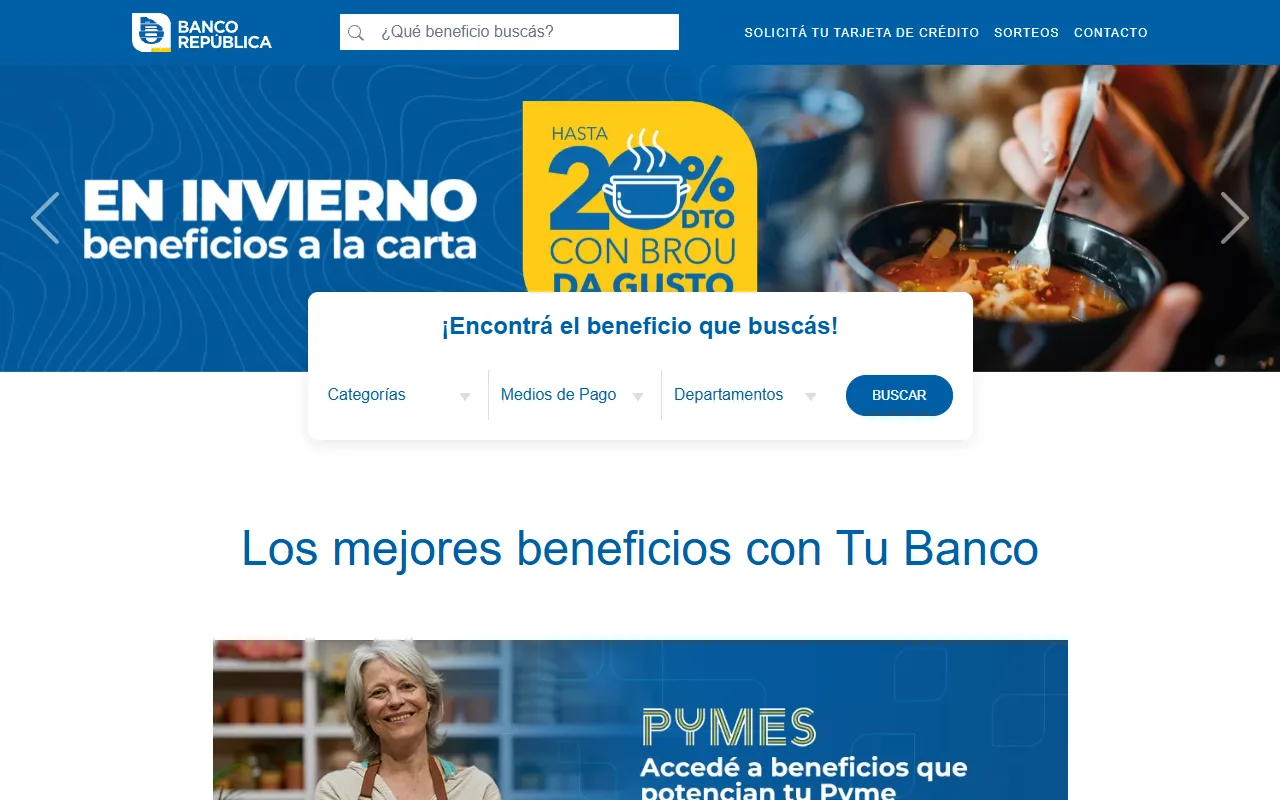 BANCO
REPÚBLICA
¿Qué beneficio buscás?
SOLICITÁ TU TARJETA DE CRÉDITO
SORTEOS
CONTACTO
EN INVIERNO
beneficios a la carta
HASTA
20%
DTO
CON BROU
DA GUSTO
¡Encontrá el beneficio que buscás!
Categorías
Medios de Pago
Departamentos
BUSCAR
Los mejores beneficios con Tu Banco
PYMES
Accedé a beneficios que
potencian tu Pyme